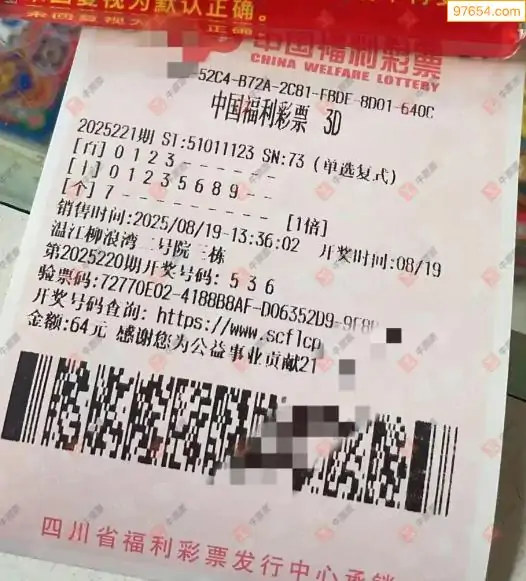 97654.com
中国福利彩票
CHINA WELFARE LOTTERY
52C4-B72A-2C81-FBDE-8D01-640C
中国福利彩票 3D
2025221期 ST:51011123 SN:73 (单选复式)
[百] 0 1 2 3 - - - - - -
[十] 0 1 2 3 5 6 8 9 - -
[个] 7 - - - - - - - - - [1倍]
销售时间:2025/08/19-13:36:02 开奖时间:08/19
温江柳浪湾二号院三栋
第2025220期开奖号码: 5 3 6
验票码:72770E02-4188B8AF-D06352D9-9F8
开奖号码查询: https://www.scflcp
金额:64元 感谢您为公益事业贡献21
四川省福利彩票发行中心承销